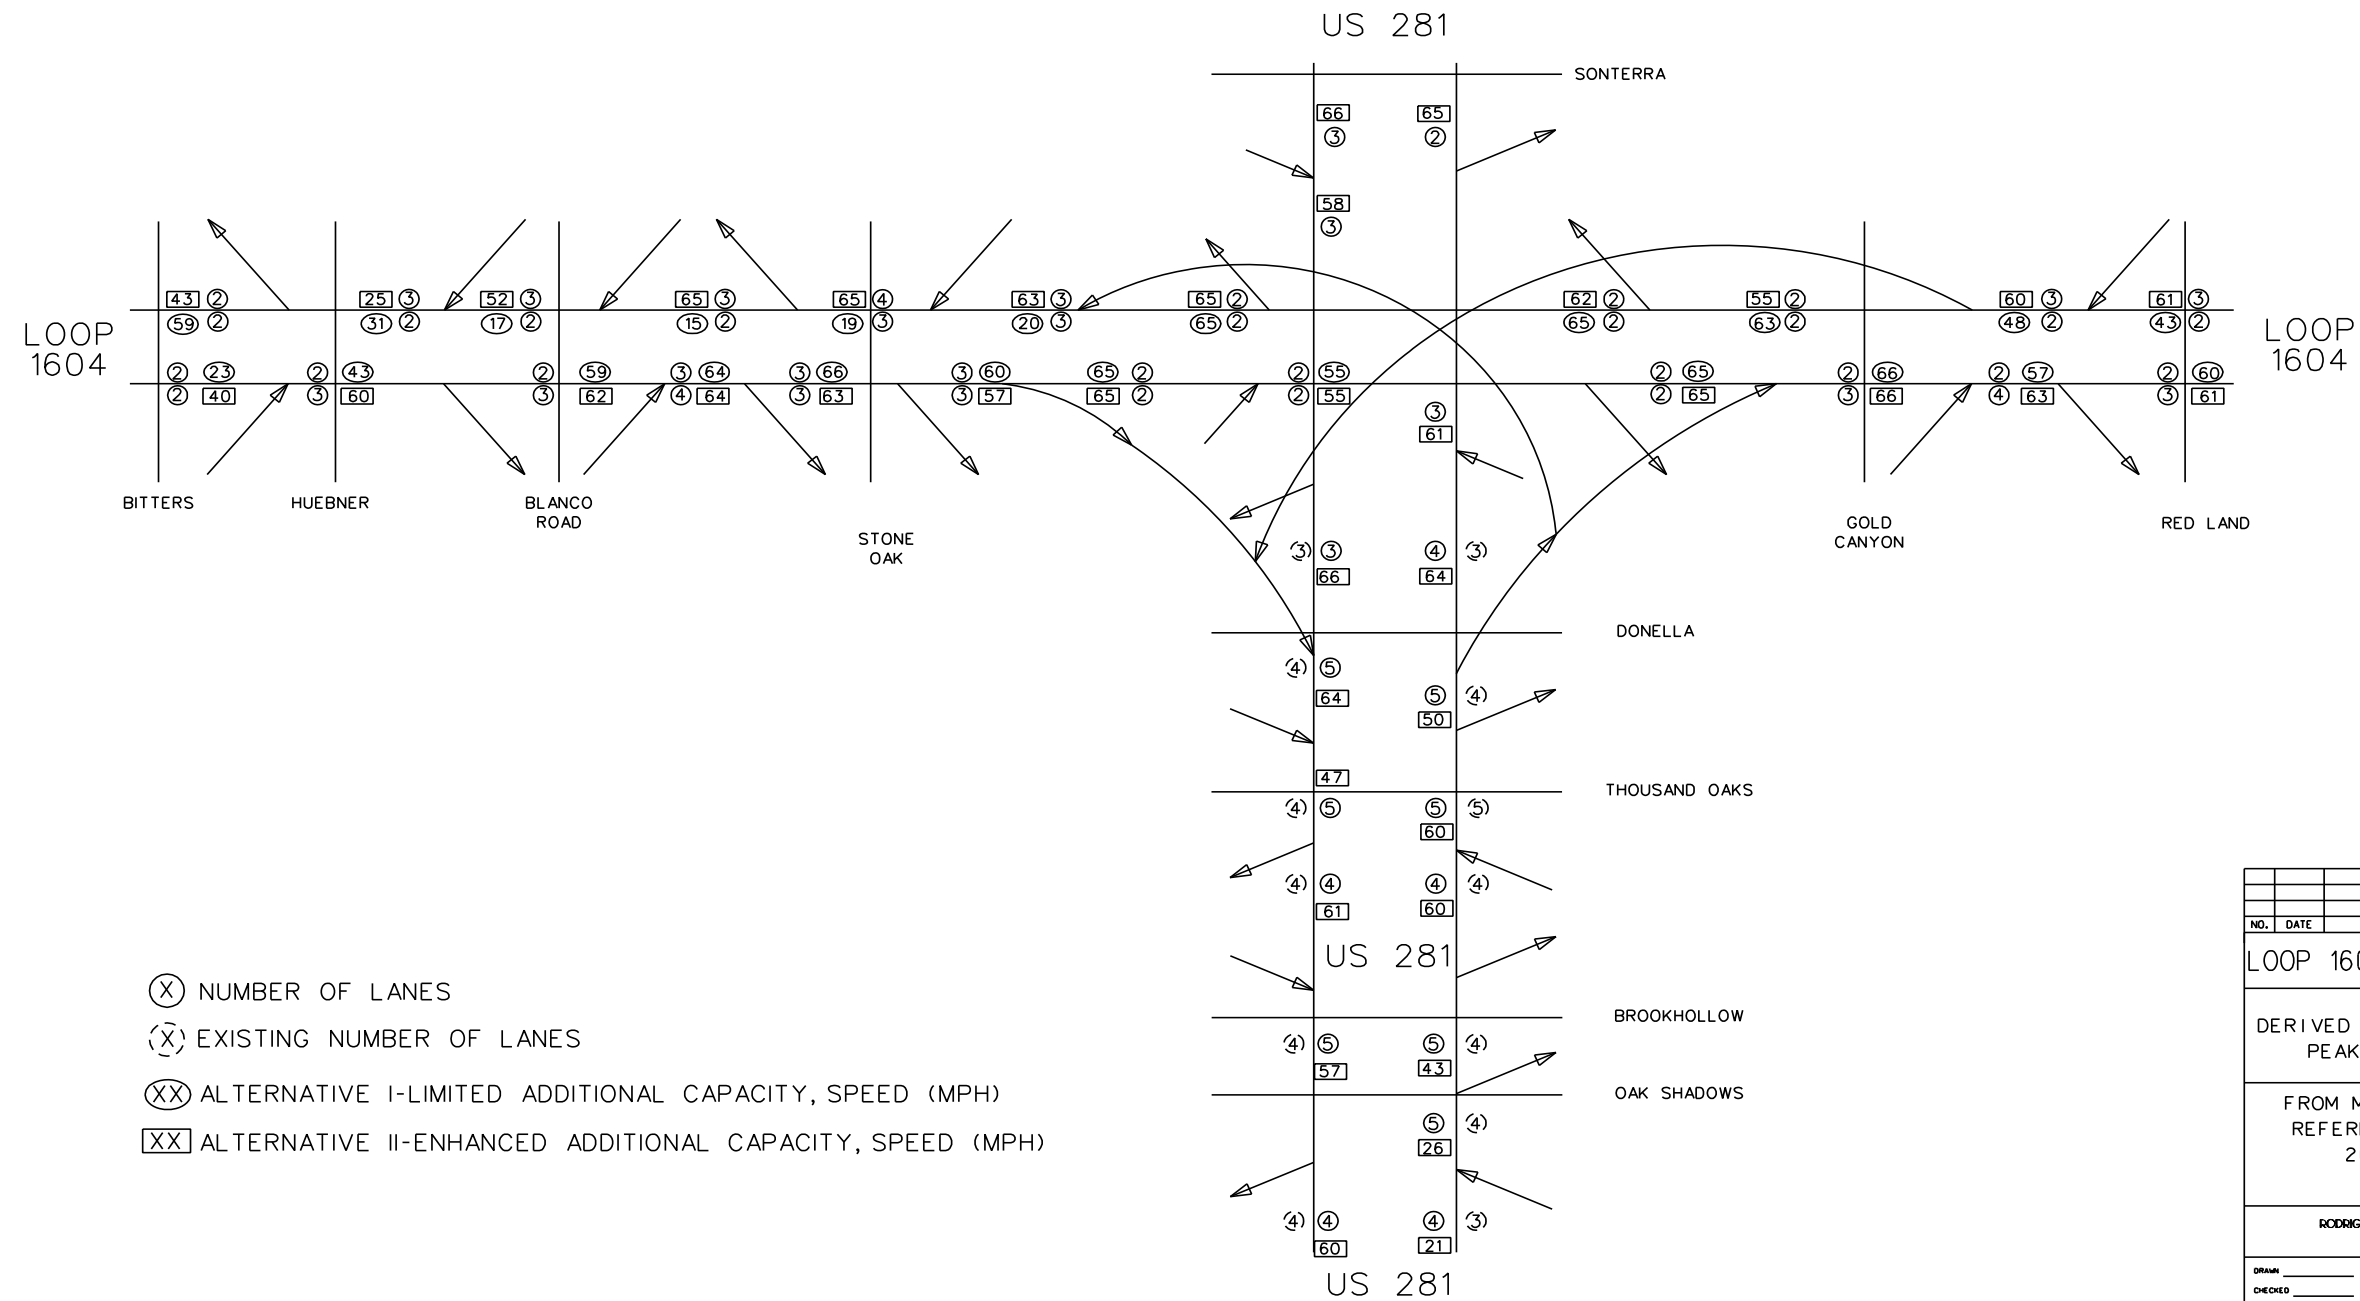 US 281
SONTERRA
66 65
3 2
58
3
43 2 25 3 52 3 65 3 65 4 63 3 65 2 62 2 55 2 60 3 61 3
59 2 31 2 17 2 15 2 19 3 20 3 65 2 65 2 63 2 48 2 43 2
LOOP
1604
LOOP
1604
2 23 2 43 2 59 3 64 3 66 3 60 65 2 2 55 2 65 2 66 2 57 2 60
2 40 3 60 3 62 4 64 3 63 3 57 65 2 2 55 2 65 3 66 4 63 3 61
3
61
BITTERS
HUEBNER
BLANCO
ROAD
STONE
OAK
GOLD
CANYON
RED LAND
3 3 4 3
66 64
DONELLA
4 5
64
5 4
50
47
THOUSAND OAKS
4 5 5 5
60
4 4 4 4
61 60
US 281
BROOKHOLLOW
4 5 5 4
57 43
OAK SHADOWS
5 4
26
4 4 4 3
60 21
US 281
X NUMBER OF LANES
X EXISTING NUMBER OF LANES
XX ALTERNATIVE I-LIMITED ADDITIONAL CAPACITY, SPEED (MPH)
XX ALTERNATIVE II-ENHANCED ADDITIONAL CAPACITY, SPEED (MPH)
NO. DATE
LOOP
DERIVED
PEAK
FROM
DRAWN
CHECKED